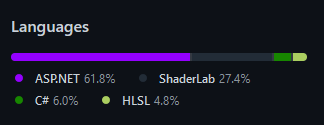 Languages
ASP.NET 61.8% ShaderLab 27.4%
C# 6.0% HLSL 4.8%